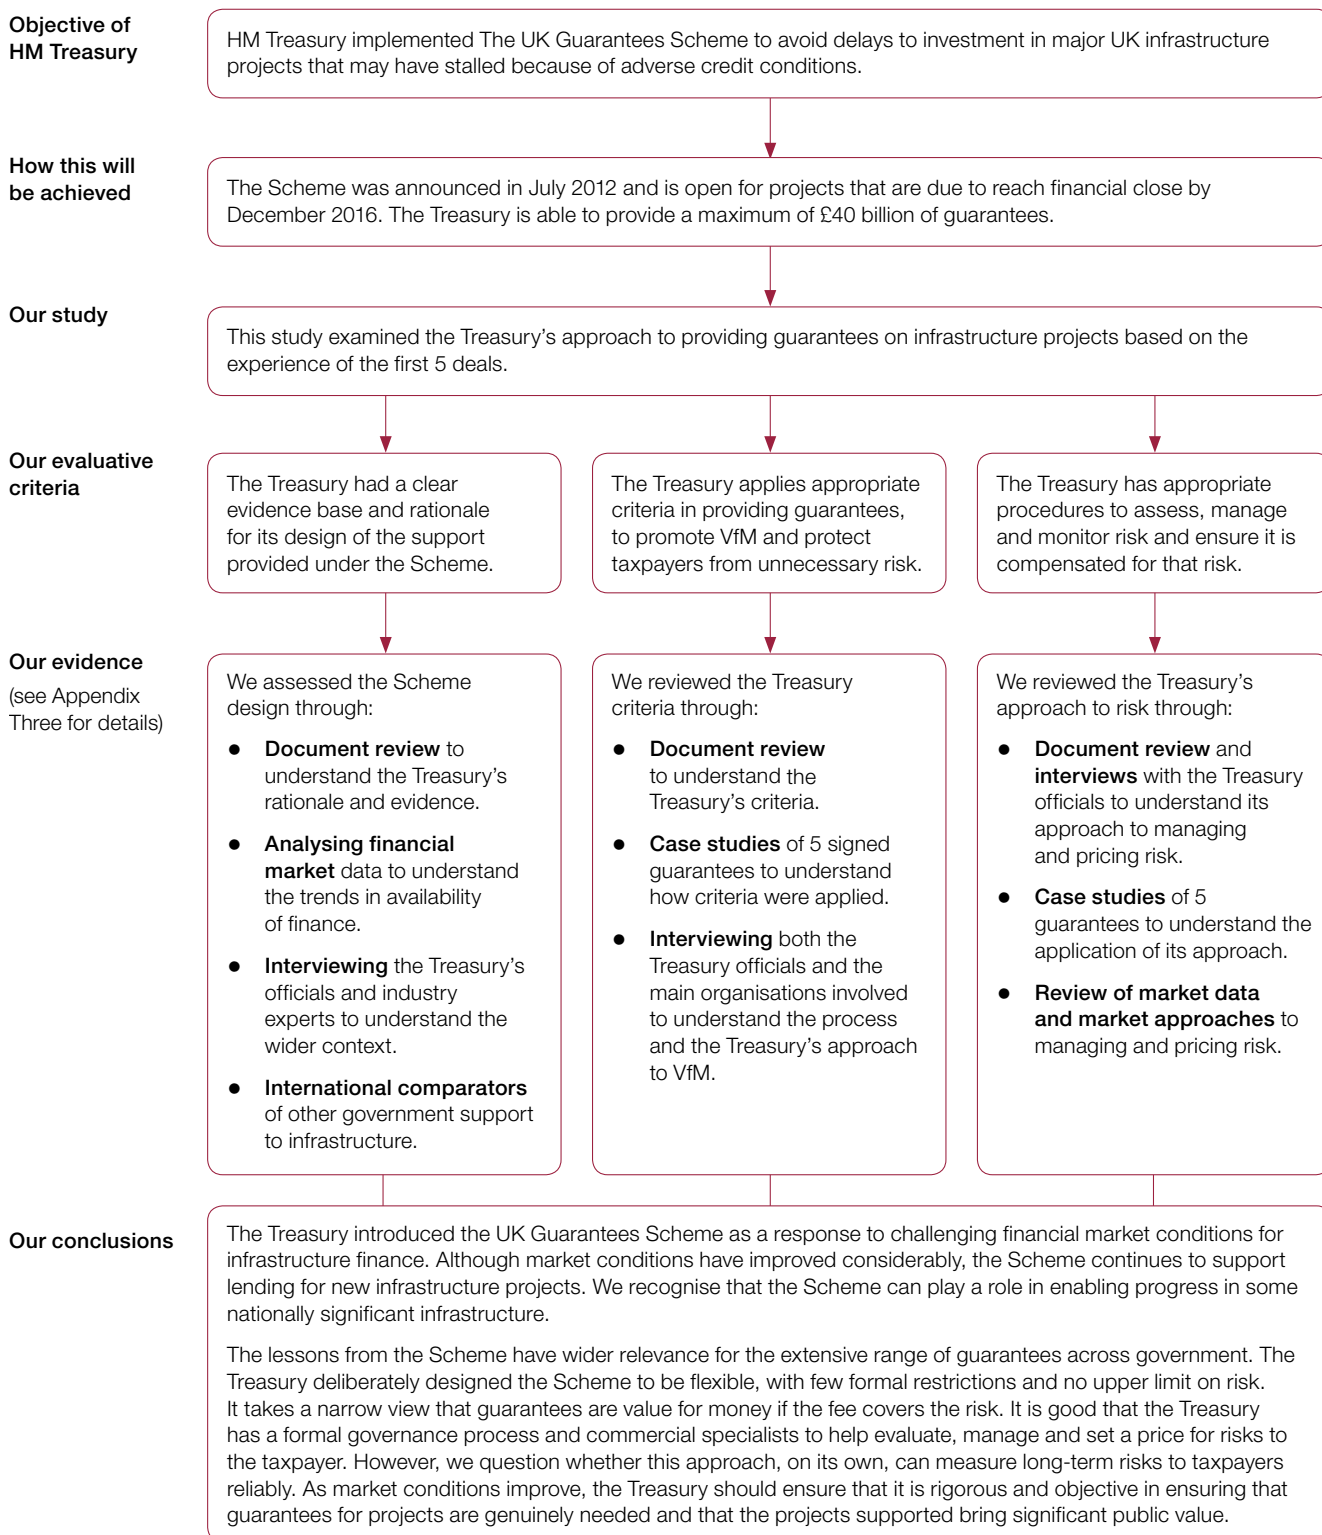 Objective of
HM Treasury
HM Treasury implemented The UK Guarantees Scheme to avoid delays to investment in major UK infrastructure
projects that may have stalled because of adverse credit conditions.
How this will
be achieved
The Scheme was announced in July 2012 and is open for projects that are due to reach financial close by
December 2016. The Treasury is able to provide a maximum of £40 billion of guarantees.
Our study
This study examined the Treasury’s approach to providing guarantees on infrastructure projects based on the
experience of the first 5 deals.
Our evaluative
criteria
The Treasury had a clear
evidence base and rationale
for its design of the support
provided under the Scheme.
The Treasury applies appropriate
criteria in providing guarantees,
to promote VfM and protect
taxpayers from unnecessary risk.
The Treasury has appropriate
procedures to assess, manage
and monitor risk and ensure it is
compensated for that risk.
Our evidence
(see Appendix
Three for details)
We assessed the Scheme
design through:
● Document review to
understand the Treasury’s
rationale and evidence.
● Analysing financial
market data to understand
the trends in availability
of finance.
● Interviewing the Treasury’s
officials and industry
experts to understand the
wider context.
● International comparators
of other government support
to infrastructure.
We reviewed the Treasury
criteria through:
● Document review
to understand the
Treasury’s criteria.
● Case studies of 5 signed
guarantees to understand
how criteria were applied.
● Interviewing both the
Treasury officials and the
main organisations involved
to understand the process
and the Treasury’s approach
to VfM.
We reviewed the Treasury’s
approach to risk through:
● Document review and
interviews with the Treasury
officials to understand its
approach to managing
and pricing risk.
● Case studies of 5
guarantees to understand the
application of its approach.
● Review of market data
and market approaches to
managing and pricing risk.
Our conclusions
The Treasury introduced the UK Guarantees Scheme as a response to challenging financial market conditions for
infrastructure finance. Although market conditions have improved considerably, the Scheme continues to support
lending for new infrastructure projects. We recognise that the Scheme can play a role in enabling progress in some
nationally significant infrastructure.
The lessons from the Scheme have wider relevance for the extensive range of guarantees across government. The
Treasury deliberately designed the Scheme to be flexible, with few formal restrictions and no upper limit on risk.
It takes a narrow view that guarantees are value for money if the fee covers the risk. It is good that the Treasury
has a formal governance process and commercial specialists to help evaluate, manage and set a price for risks to
the taxpayer. However, we question whether this approach, on its own, can measure long-term risks to taxpayers
reliably. As market conditions improve, the Treasury should ensure that it is rigorous and objective in ensuring that
guarantees for projects are genuinely needed and that the projects supported bring significant public value.